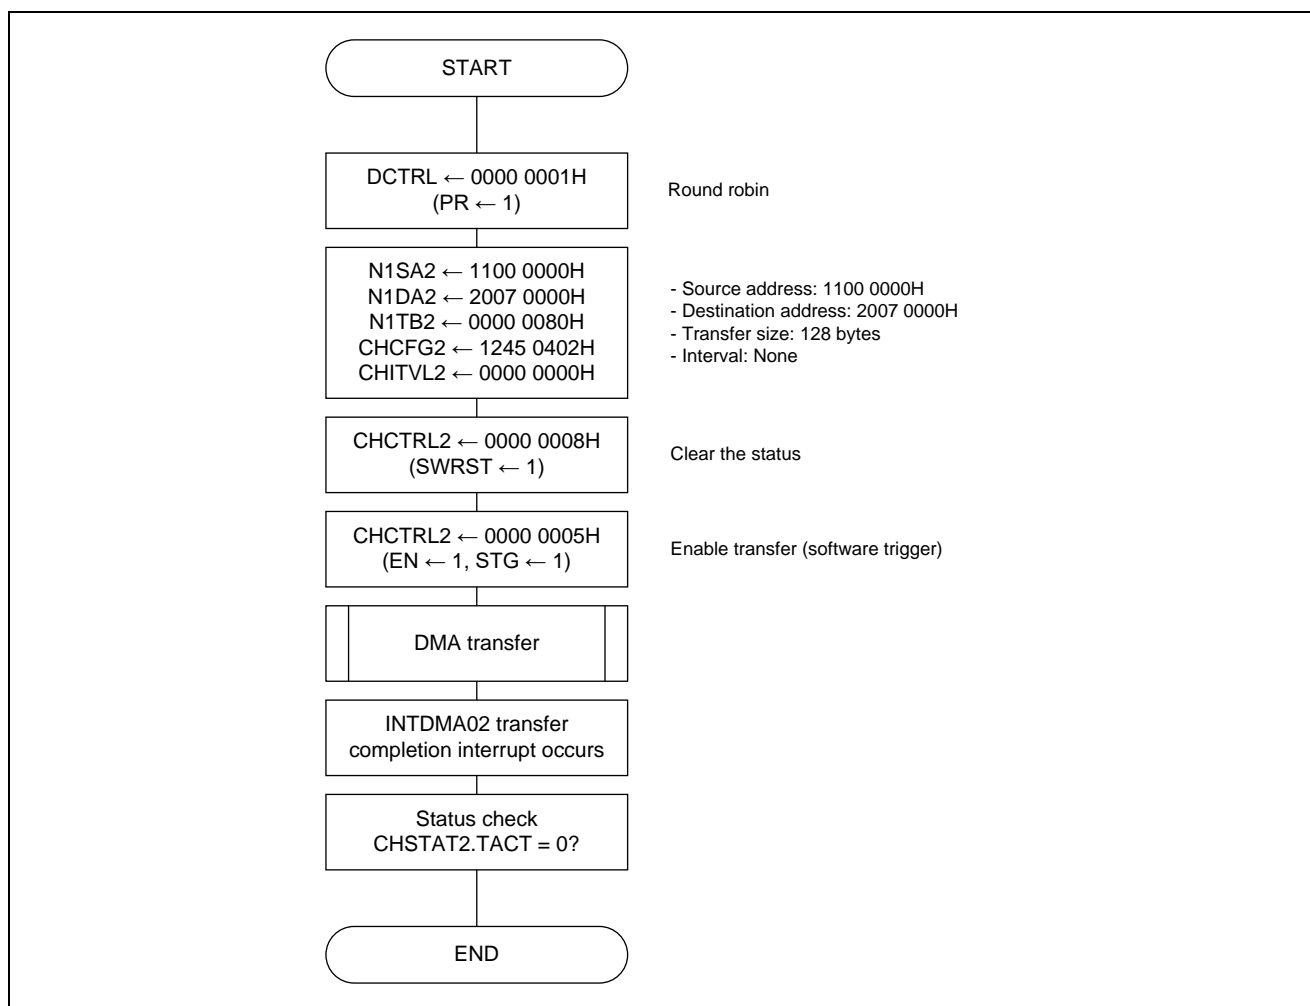 START
DCTRL ← 0000 0001H
(PR ← 1)
Round robin
N1SA2 ← 1100 0000H
N1DA2 ← 2007 0000H
N1TB2 ← 0000 0080H
CHCFG2 ← 1245 0402H
CHITVL2 ← 0000 0000H
- Source address: 1100 0000H
- Destination address: 2007 0000H
- Transfer size: 128 bytes
- Interval: None
CHCTRL2 ← 0000 0008H
(SWRST ← 1)
Clear the status
CHCTRL2 ← 0000 0005H
(EN ← 1, STG ← 1)
Enable transfer (software trigger)
DMA transfer
INTDMA02 transfer
completion interrupt occurs
Status check
CHSTAT2.TACT = 0?
END